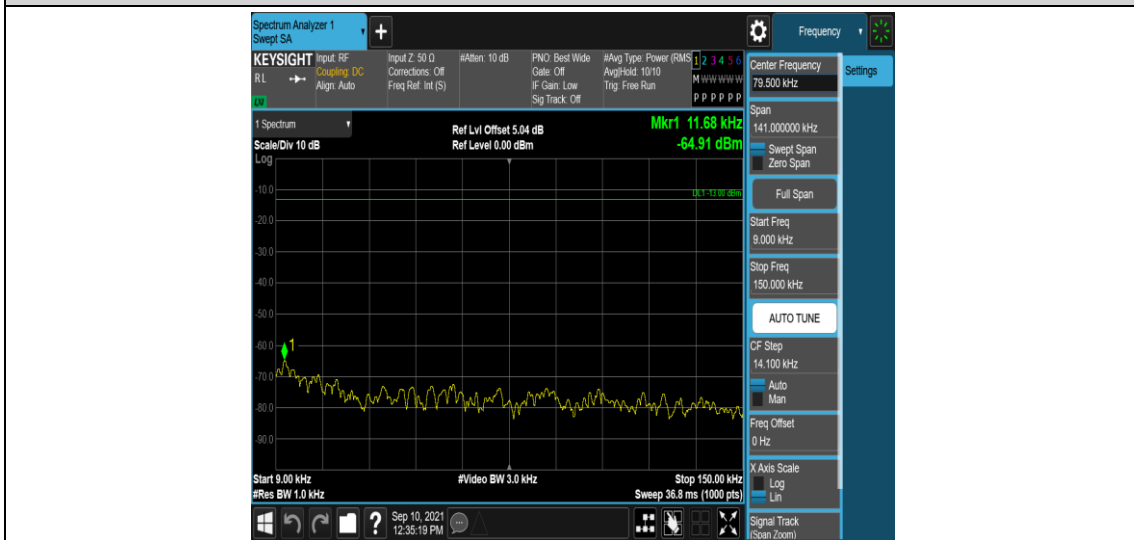 Spectrum Analyzer 1
Swept SA
+
Frequency
KEYSIGHT
RL
LXI
Input: RF
Coupling: DC
Align: Auto
Input Z: 50 Ω
Corrections: Off
Freq Ref: Int (S)
#Atten: 10 dB
PNO: Best Wide
Gate: Off
IF Gain: Low
Sig Track: Off
#Avg Type: Power (RMS
Avg|Hold: 10/10
Trig: Free Run
1 2 3 4 5 6
M W W W W W
P P P P P P
1 Spectrum
Scale/Div 10 dB
Log
Ref Lvl Offset 5.04 dB
Ref Level 0.00 dBm
Mkr1 11.68 kHz
-64.91 dBm
DL1 -13.00 dBm
-10.0
-20.0
-30.0
-40.0
-50.0
-60.0
-70.0
-80.0
-90.0
1
Start 9.00 kHz
#Res BW 1.0 kHz
#Video BW 3.0 kHz
Stop 150.00 kHz
Sweep 36.8 ms (1000 pts)
Center Frequency
79.500 kHz
Span
141.000000 kHz
Swept Span
Zero Span
Full Span
Start Freq
9.000 kHz
Stop Freq
150.000 kHz
AUTO TUNE
CF Step
14.100 kHz
Auto
Man
Freq Offset
0 Hz
X Axis Scale
Log
Lin
Signal Track
(Span Zoom)
Settings
?
Sep 10, 2021
12:35:19 PM